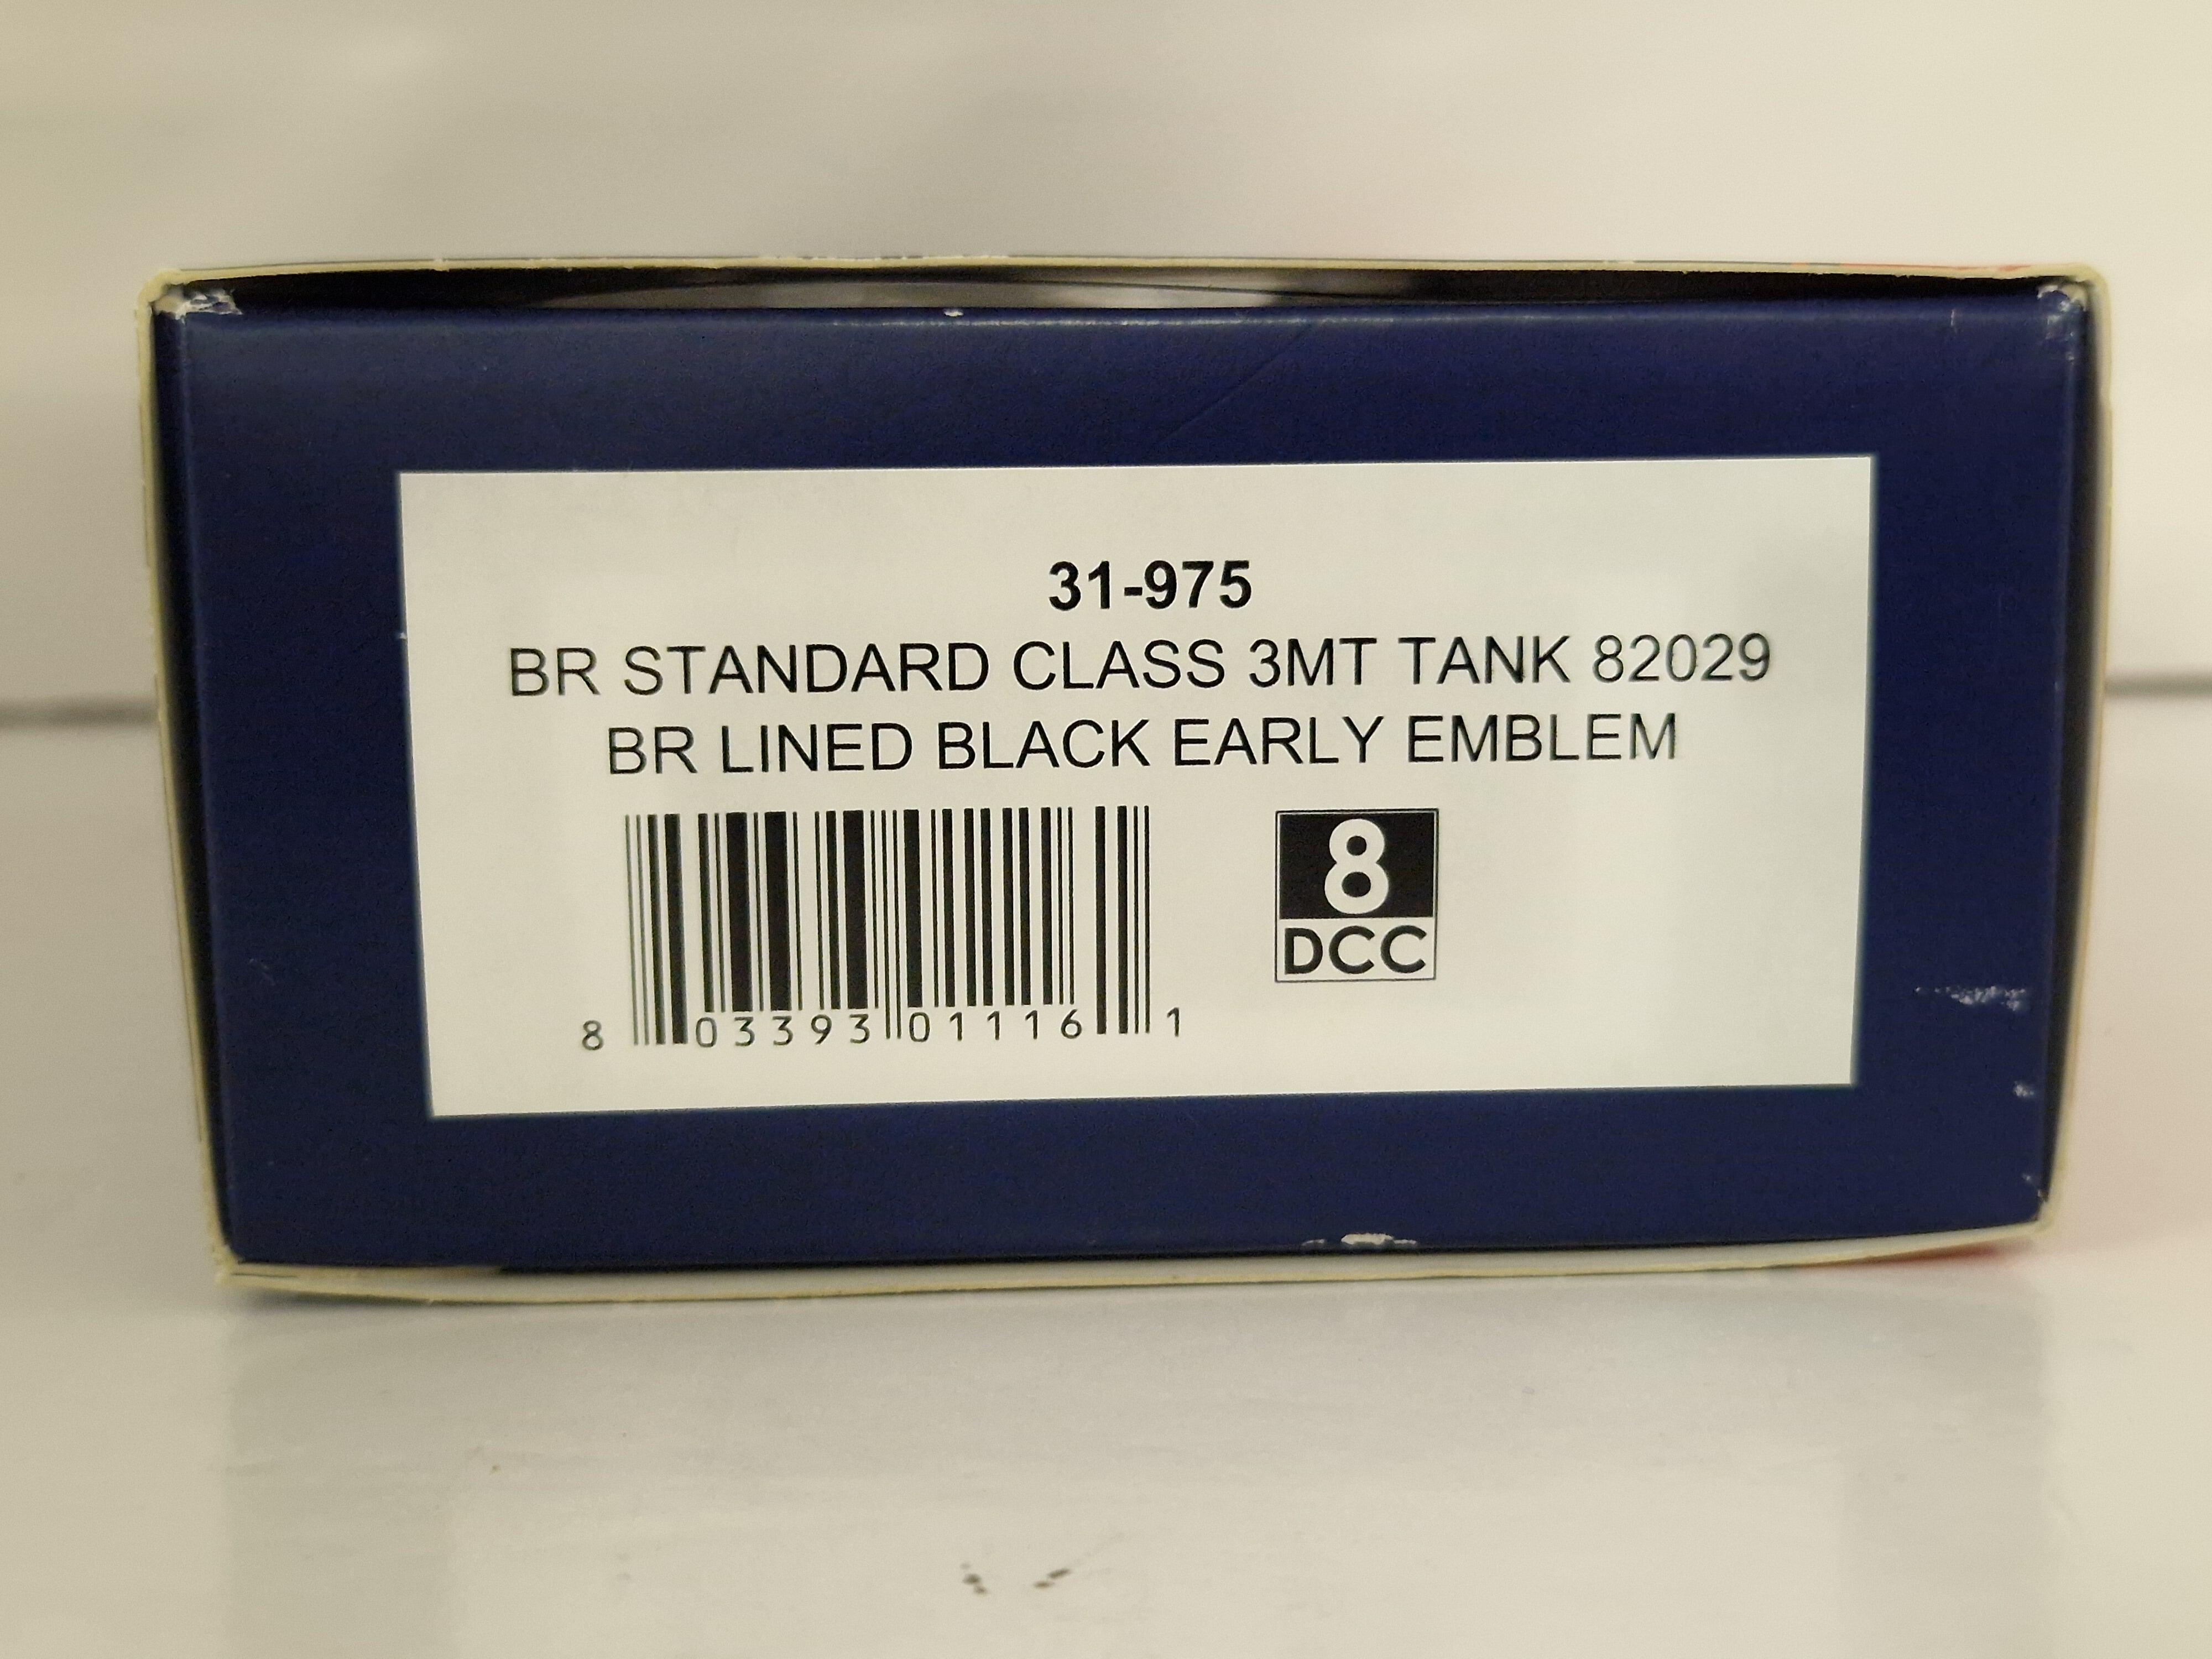 31-975
BR STANDARD CLASS 3MT TANK 82029
BR LINED BLACK EARLY EMBLEM
8
DCC
8 03393 01116 1